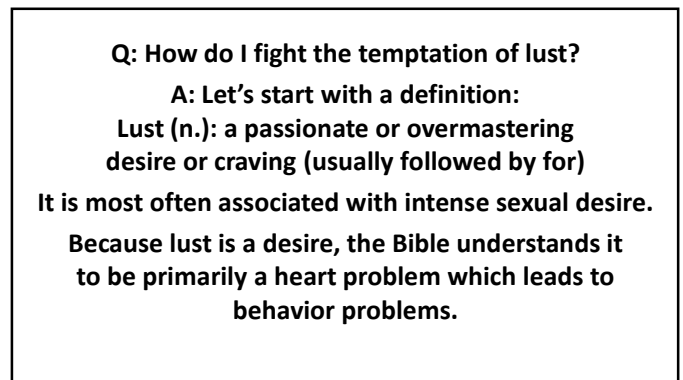 Q: How do I fight the temptation of lust?
A: Let’s start with a definition:
Lust (n.): a passionate or overmastering
desire or craving (usually followed by for)
It is most often associated with intense sexual desire.
Because lust is a desire, the Bible understands it
to be primarily a heart problem which leads to
behavior problems.